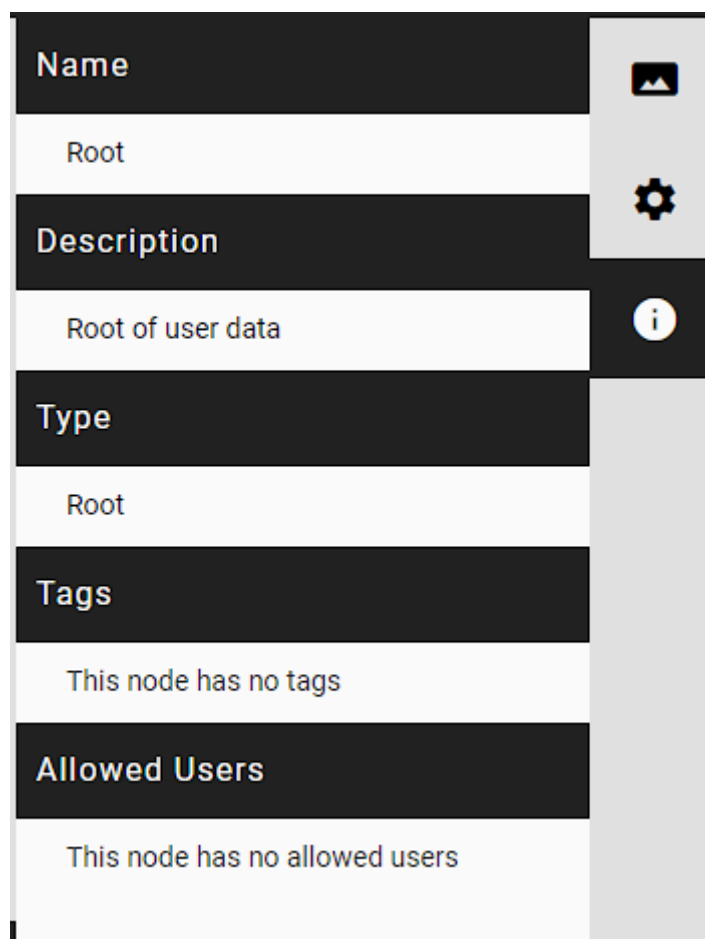 Name
Root
Description
Root of user data
Type
Root
Tags
This node has no tags
Allowed Users
This node has no allowed users